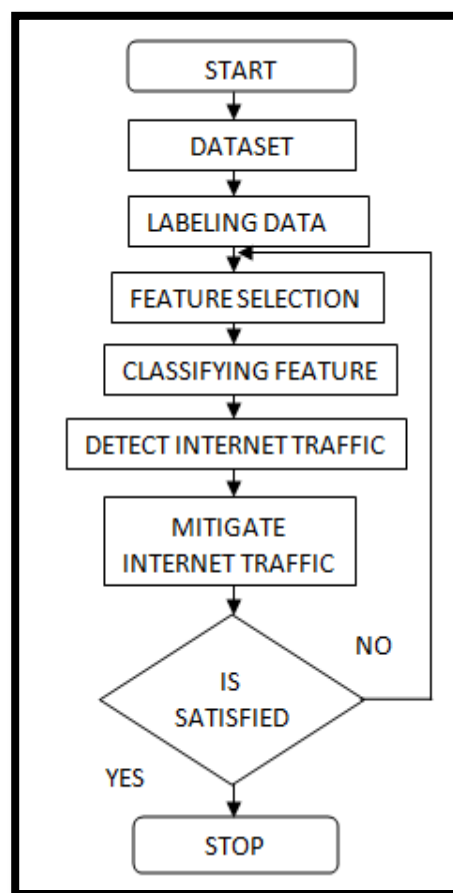 START
DATASET
LABELING DATA
FEATURE SELECTION
CLASSIFYING FEATURE
DETECT INTERNET TRAFFIC
MITIGATE
INTERNET TRAFFIC
NO
IS
SATISFIED
YES
STOP